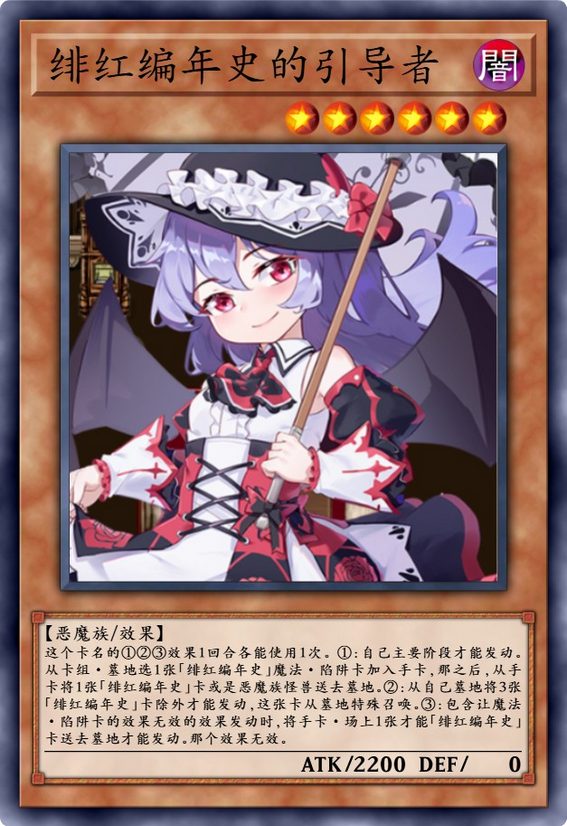 绯红编年史的引导者
闇
【恶魔族/效果】
这个卡名的①②③效果1回合各能使用1次。①:自己主要阶段才能发动。
从卡组・墓地选1张「绯红编年史」魔法・陷阱卡加入手卡,那之后,从手
卡将1张「绯红编年史」卡或是恶魔族怪兽送去墓地。②:从自己墓地将3张
「绯红编年史」卡除外才能发动,这张卡从墓地特殊召唤。③:包含让魔法
・陷阱卡的效果无效的效果发动时,将手卡・场上1张才能「绯红编年史」
卡送去墓地才能发动。那个效果无效。
ATK/2200 DEF/ 0